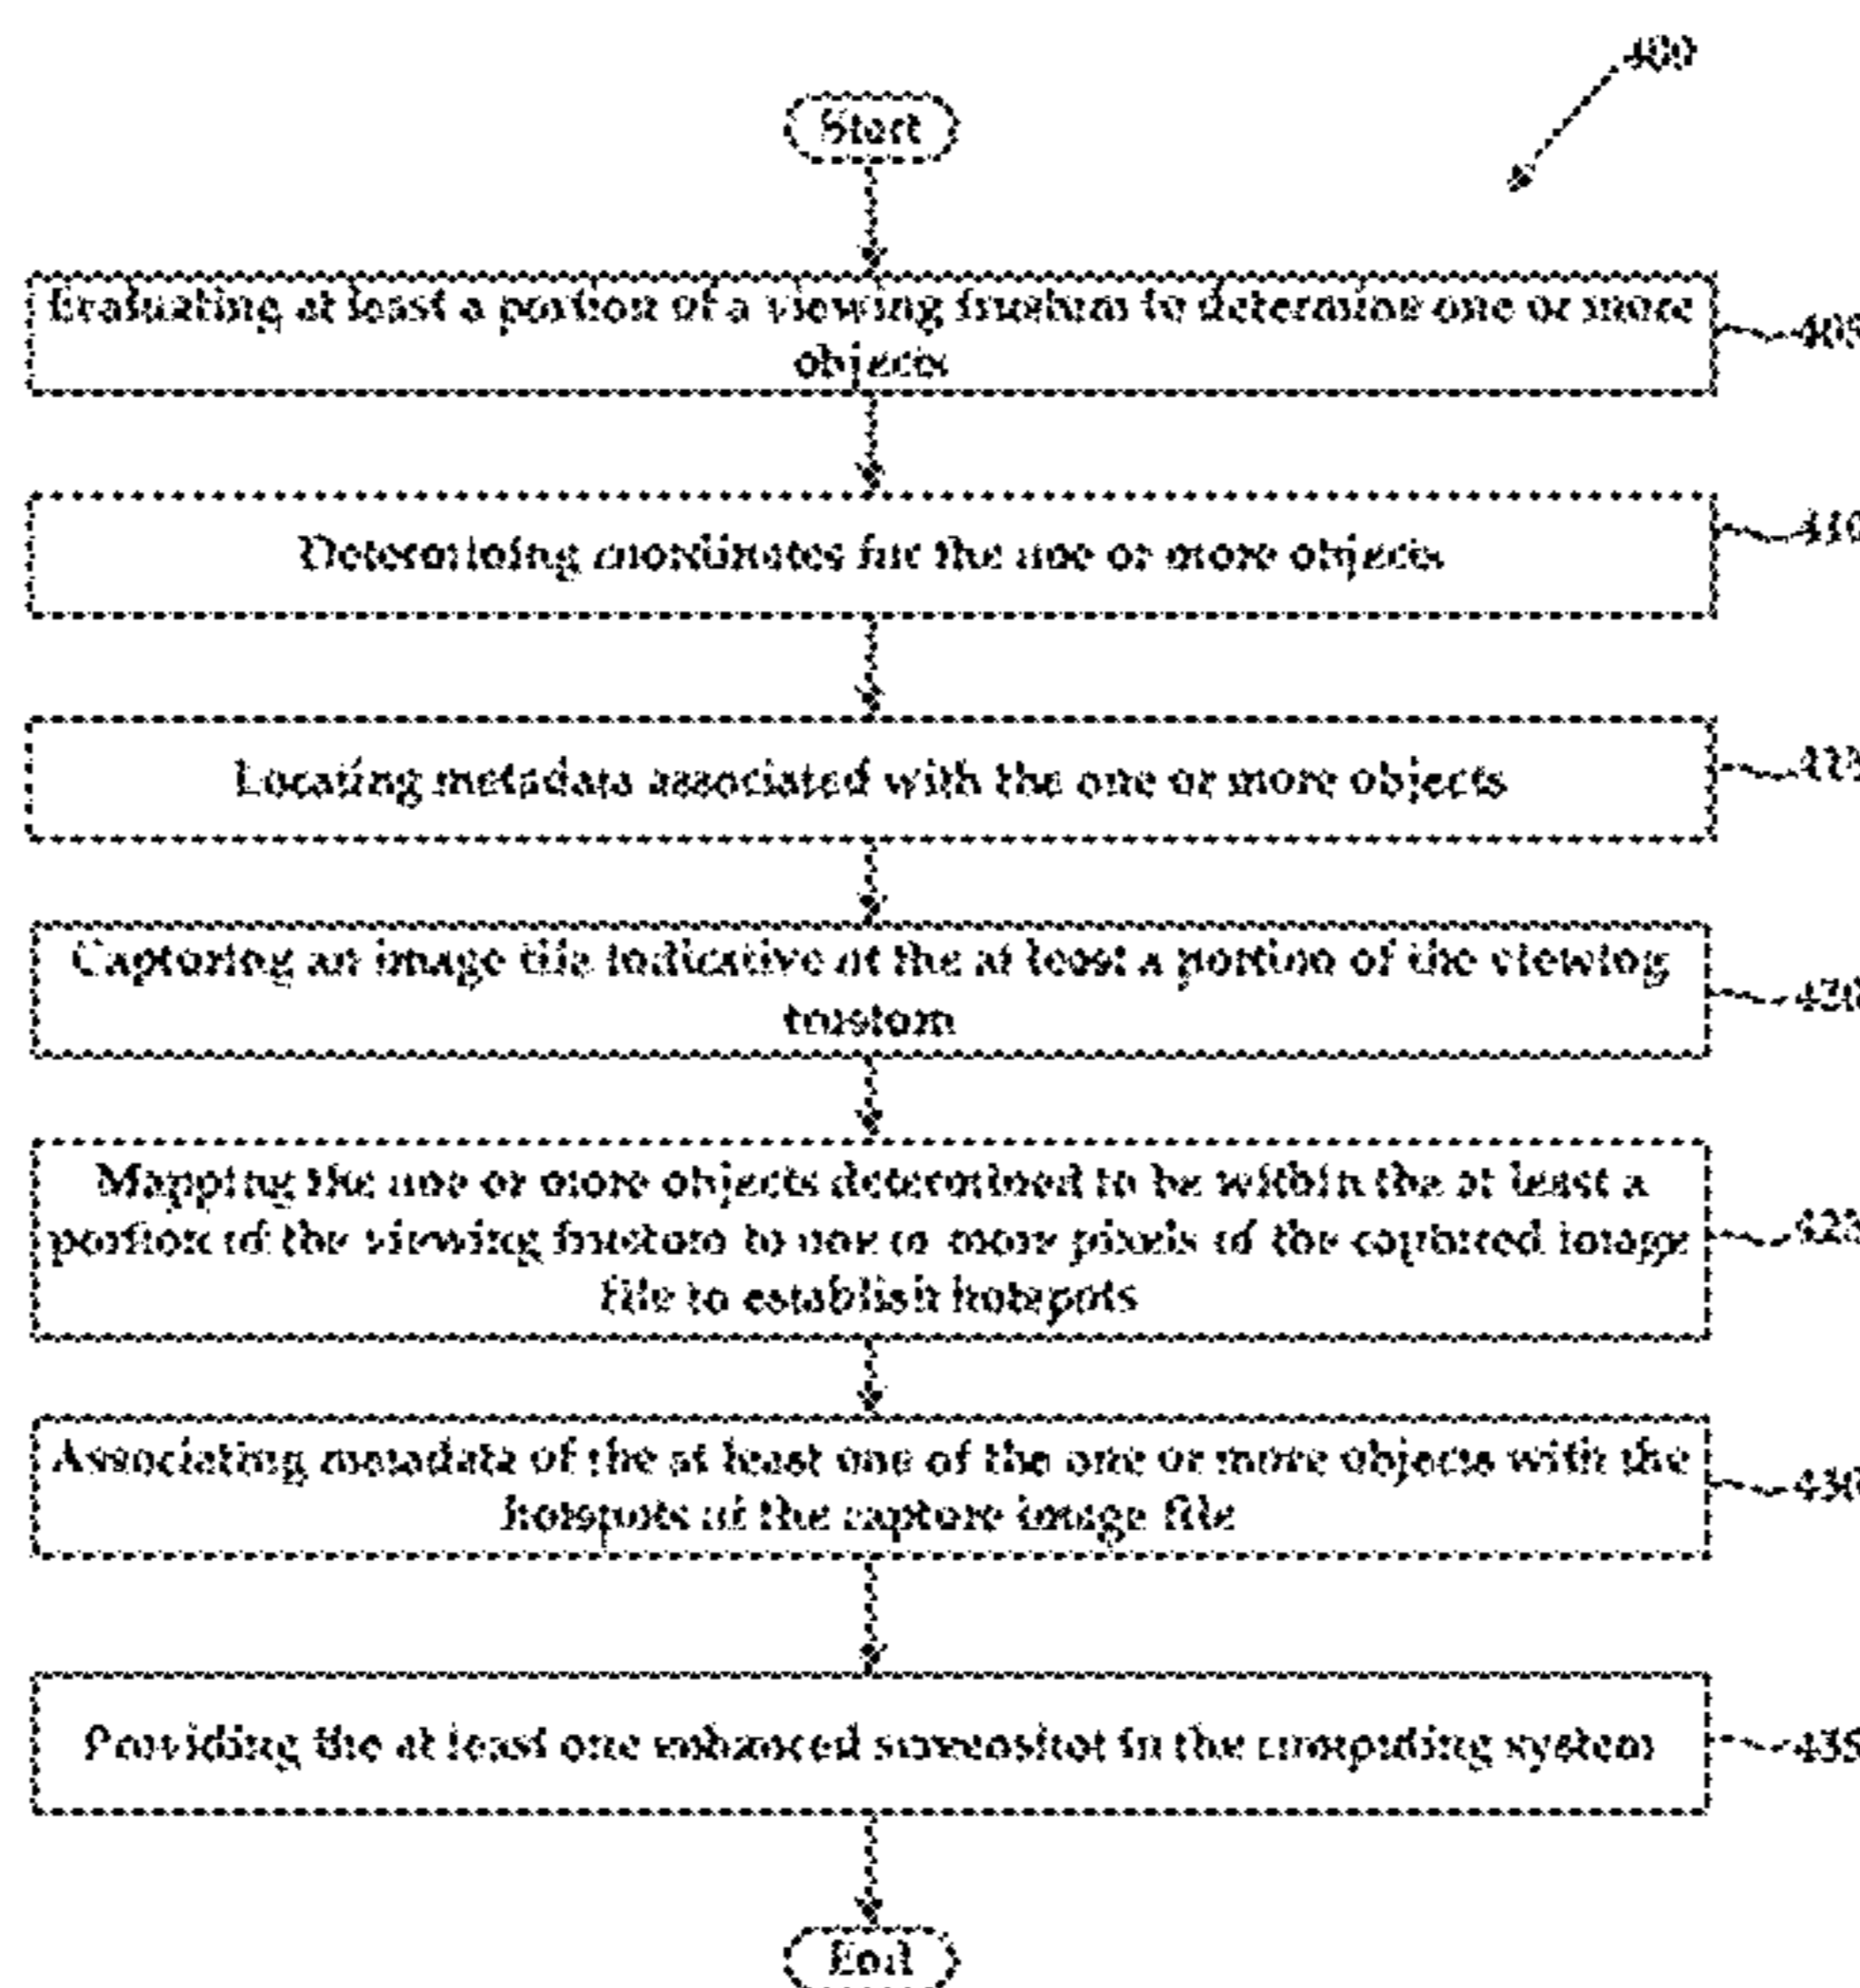 400
Start
Evaluating at least a portion of a viewing frustum to determine one or more
objects
405
Determining coordinates for the one or more objects
410
Locating metadata associated with the one or more objects
415
Capturing an image file indicative of the at least a portion of the viewing
frustum
420
Mapping the one or more objects determined to be within the at least a
portion of the viewing frustum to one or more pixels of the captured image
file to establish hotspots
425
Associating metadata of the at least one of the one or more objects with the
hotspots of the capture image file
430
Providing the at least one enhanced screenshot in the computing system
435
End